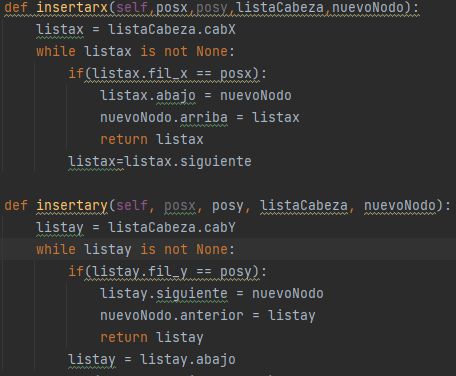 def insertarx(self,posx,posy,listaCabeza,nuevoNodo):
    listax = listaCabeza.cabX
    while listax is not None:
        if(listax.fil_x == posx):
            listax.abajo = nuevoNodo
            nuevoNodo.arriba = listax
            return listax
        listax=listax.siguiente

def insertary(self, posx, posy, listaCabeza, nuevoNodo):
    listay = listaCabeza.cabY
    while listay is not None:
        if(listay.fil_y == posy):
            listay.siguiente = nuevoNodo
            nuevoNodo.anterior = listay
            return listay
        listay = listay.abajo